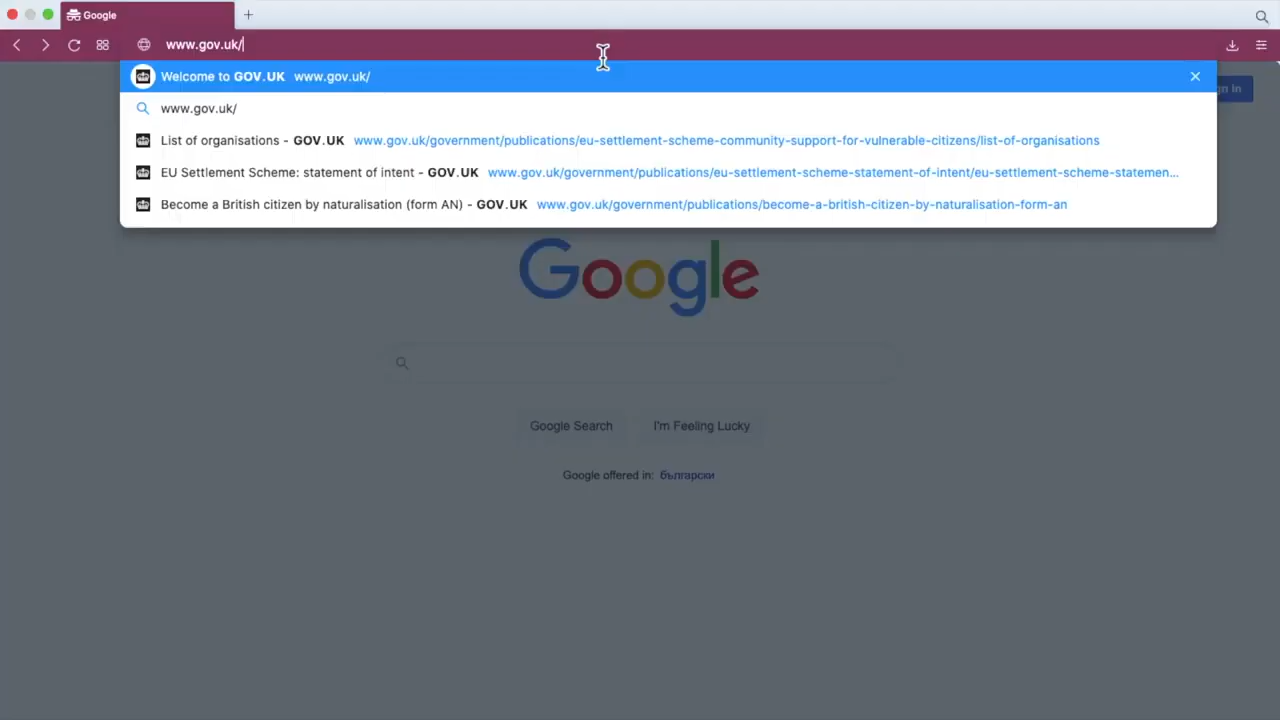 Google
www.gov.uk/
Welcome to GOV.UK www.gov.uk/
www.gov.uk/
List of organisations - GOV.UK www.gov.uk/government/publications/eu-settlement-scheme-community-support-for-vulnerable-citizens/list-of-organisations
EU Settlement Scheme: statement of intent - GOV.UK www.gov.uk/government/publications/eu-settlement-scheme-statement-of-intent/eu-settlement-scheme-statemen...
Become a British citizen by naturalisation (form AN) - GOV.UK www.gov.uk/government/publications/become-a-british-citizen-by-naturalisation-form-an
Google
Google Search I'm Feeling Lucky
Google offered in: български